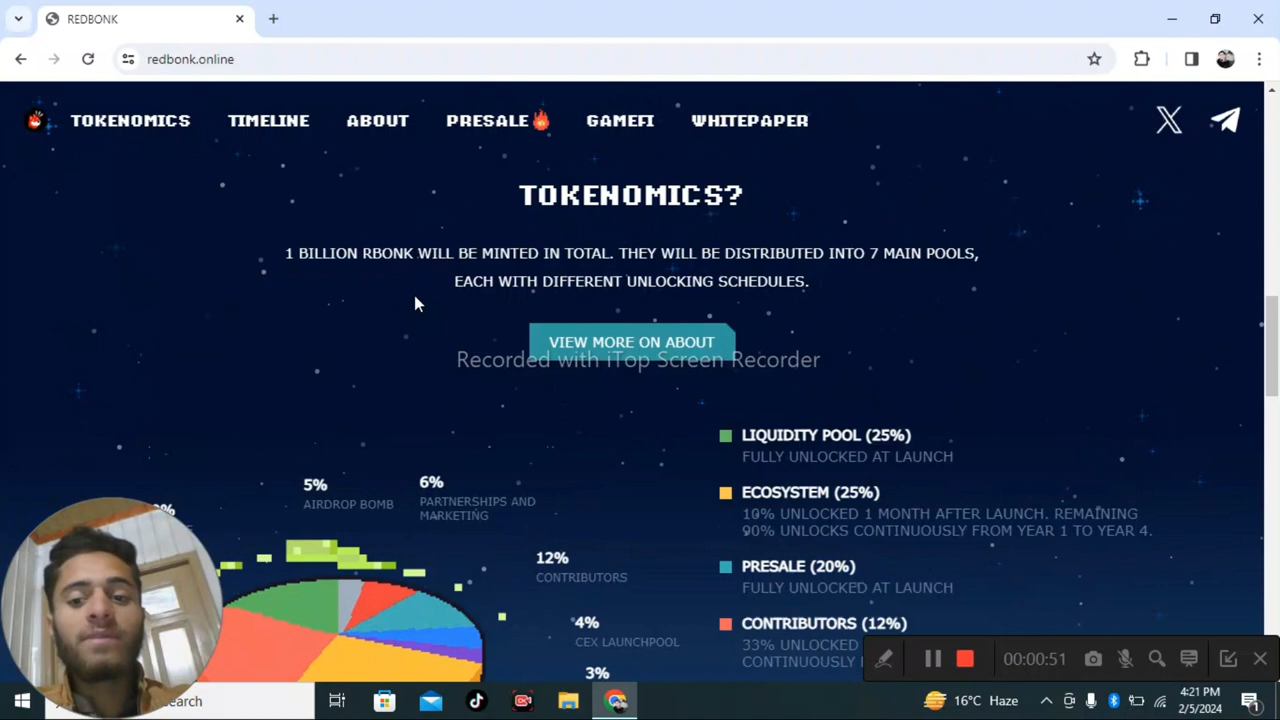 REDBONK
redbonk.online
TOKENOMICS TIMELINE ABOUT PRESALE GAMEFI WHITEPAPER
TOKENOMICS?
1 BILLION RBONK WILL BE MINTED IN TOTAL. THEY WILL BE DISTRIBUTED INTO 7 MAIN POOLS,
EACH WITH DIFFERENT UNLOCKING SCHEDULES.
VIEW MORE ON ABOUT
Recorded with iTop Screen Recorder
5%
AIRDROP BOMB
6%
PARTNERSHIPS AND
MARKETING
12%
CONTRIBUTORS
4%
CEX LAUNCHPOOL
3%
LIQUIDITY POOL (25%)
FULLY UNLOCKED AT LAUNCH
ECOSYSTEM (25%)
10% UNLOCKED 1 MONTH AFTER LAUNCH. REMAINING
90% UNLOCKS CONTINUOUSLY FROM YEAR 1 TO YEAR 4.
PRESALE (20%)
FULLY UNLOCKED AT LAUNCH
CONTRIBUTORS (12%)
33% UNLOCKED
CONTINUOUSLY
00:00:51
16°C Haze
4:21 PM
2/5/2024